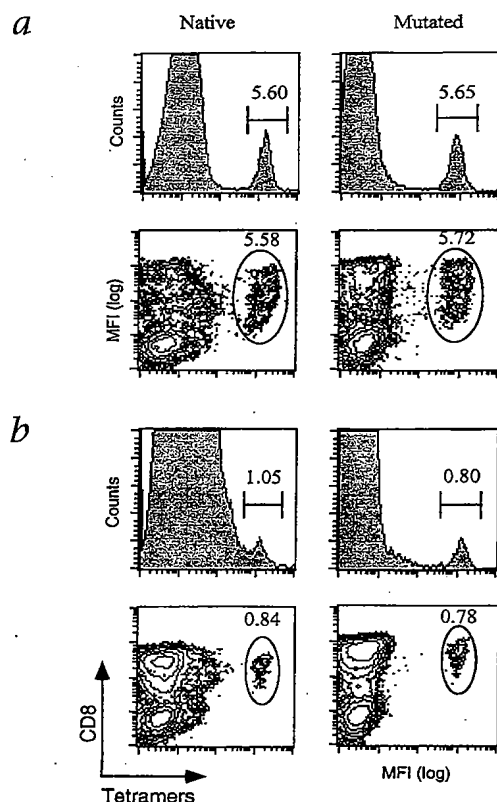 a
Native
Mutated
Counts
5.60
5.65
MFI (log)
5.58
5.72
b
Counts
1.05
0.80
CD8
0.84
0.78
Tetramers
MFI (log)